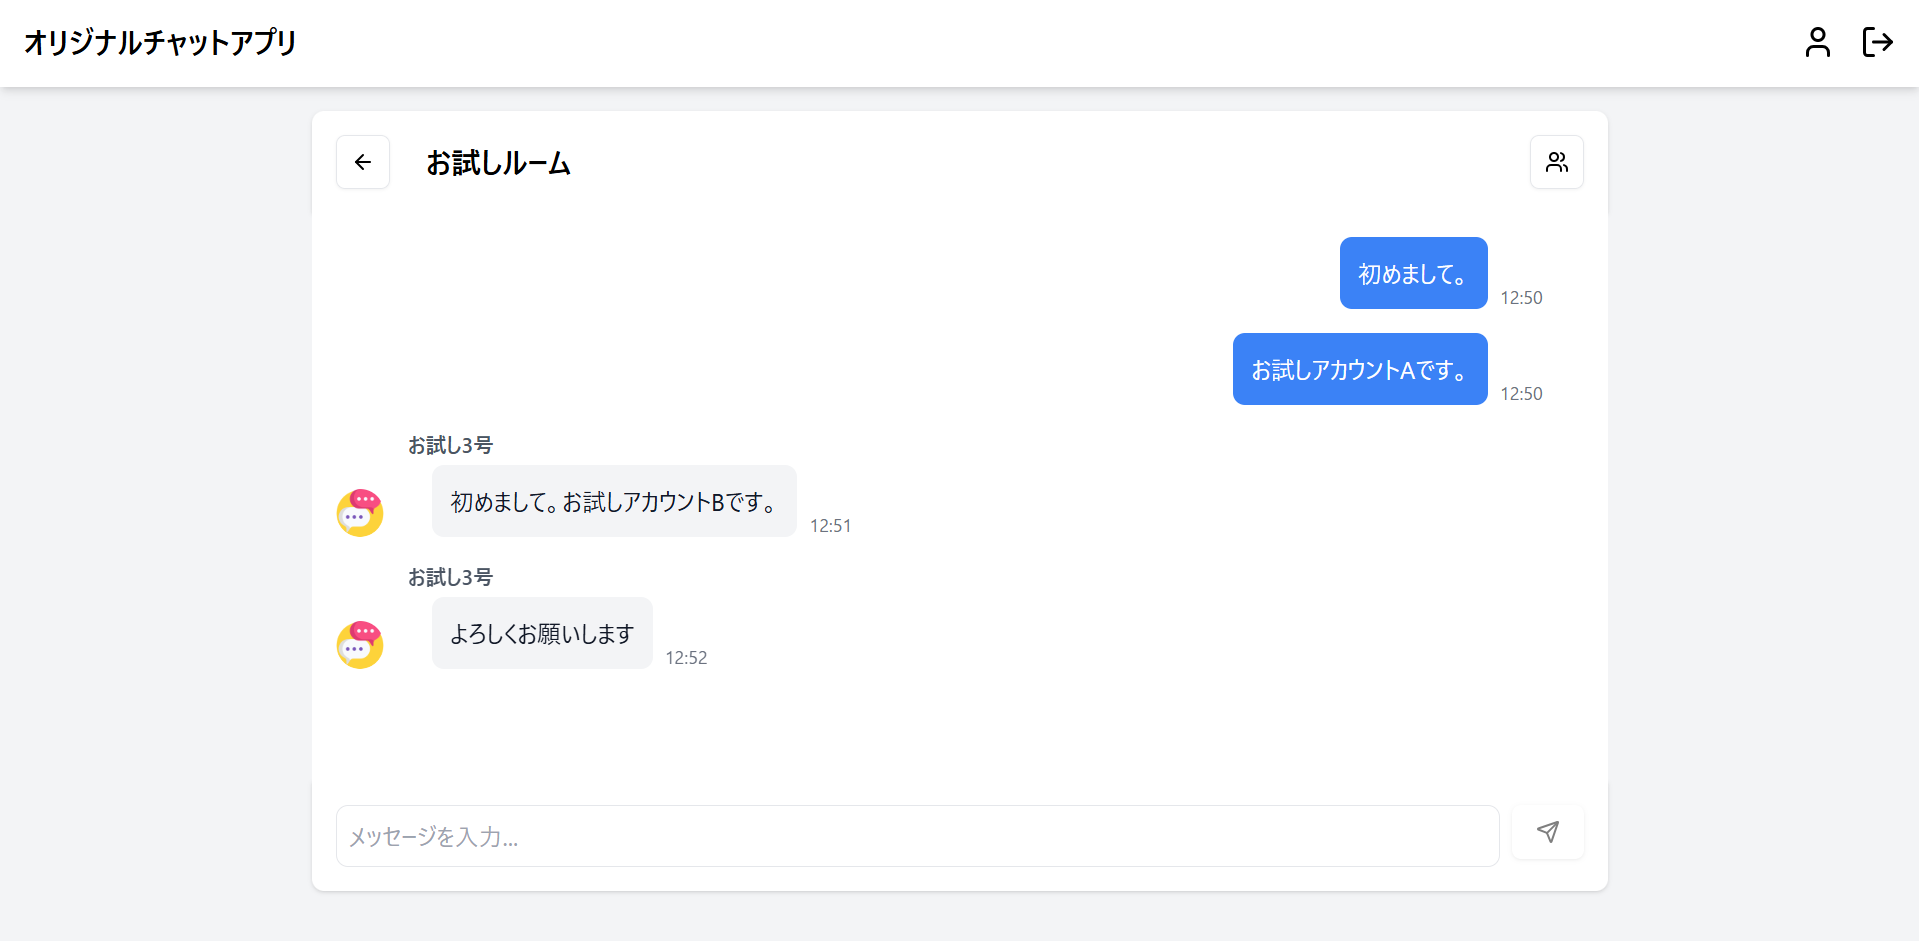 オリジナルチャットアプリ
お試しルーム
初めまして。
12:50
お試しアカウントAです。
12:50
お試し3号
初めまして。お試しアカウントBです。
12:51
お試し3号
よろしくお願いします
12:52
メッセージを入力...